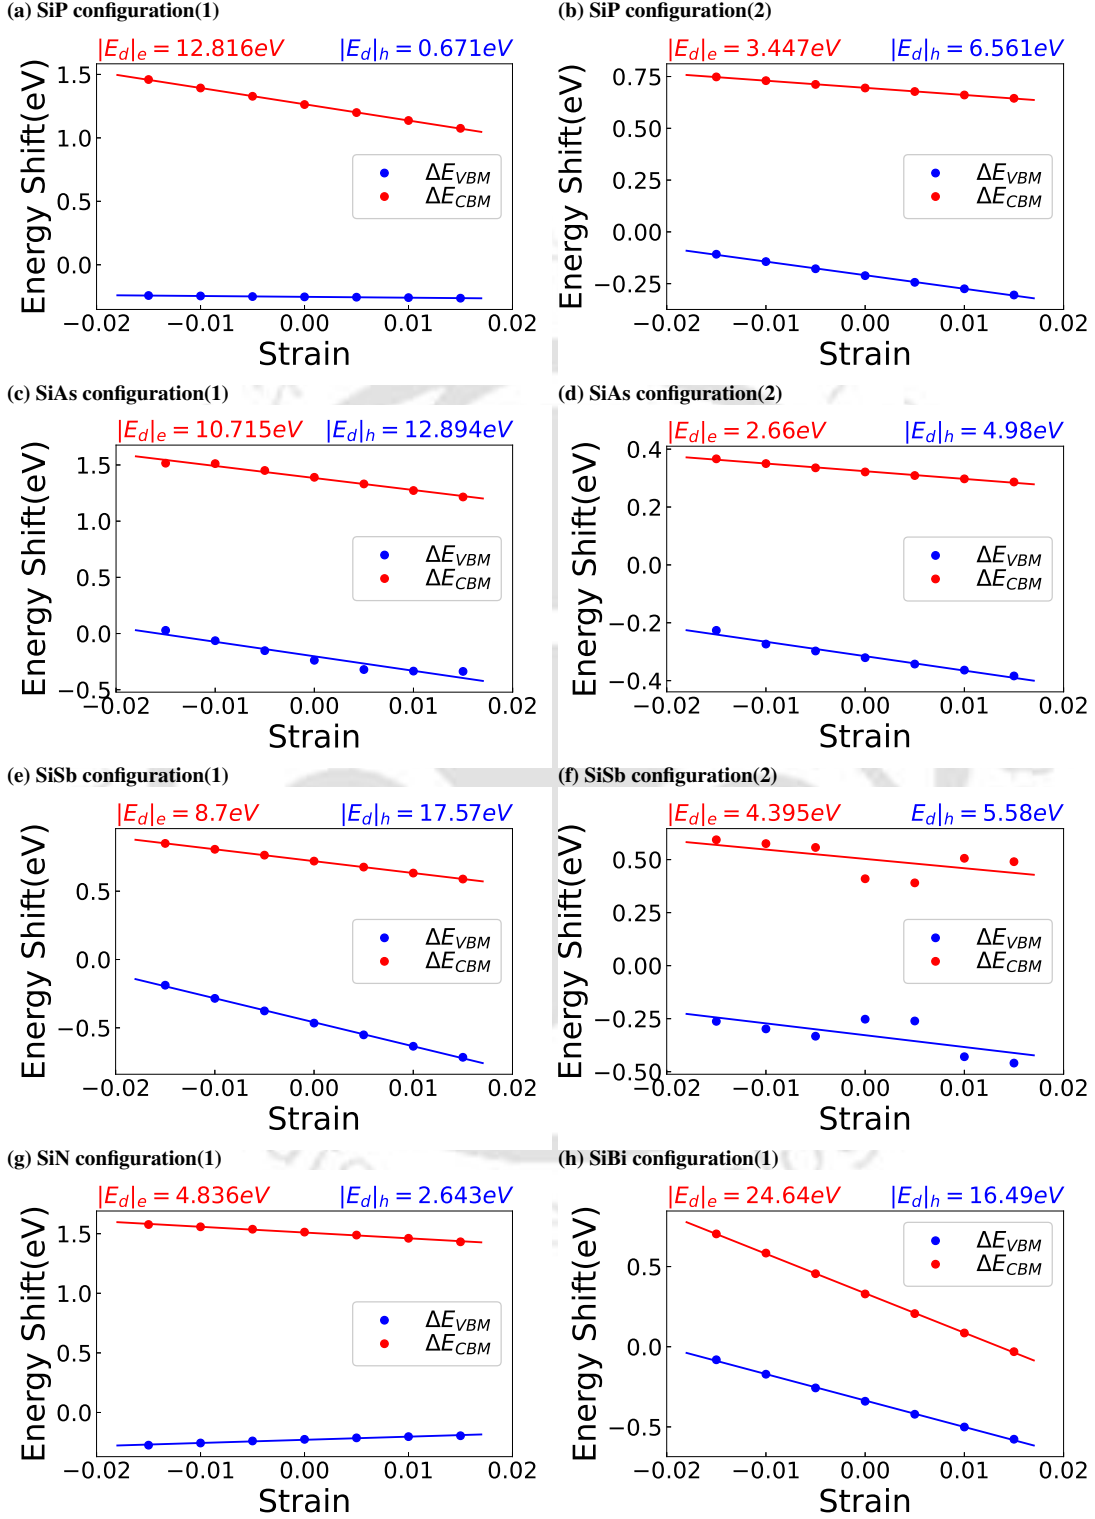 (a) SiP configuration(1)
|E_d|_e = 12.816eV |E_d|_h = 0.671eV
Energy Shift(eV)
1.5
1.0
0.5
0.0
ΔE_VBM
ΔE_CBM
−0.02 −0.01 0.00 0.01 0.02
Strain
(b) SiP configuration(2)
|E_d|_e = 3.447eV |E_d|_h = 6.561eV
Energy Shift(eV)
0.75
0.50
0.25
0.00
−0.25
ΔE_VBM
ΔE_CBM
−0.02 −0.01 0.00 0.01 0.02
Strain
(c) SiAs configuration(1)
|E_d|_e = 10.715eV |E_d|_h = 12.894eV
Energy Shift(eV)
1.5
1.0
0.5
0.0
−0.5
ΔE_VBM
ΔE_CBM
−0.02 −0.01 0.00 0.01 0.02
Strain
(d) SiAs configuration(2)
|E_d|_e = 2.66eV |E_d|_h = 4.98eV
Energy Shift(eV)
0.4
0.2
0.0
−0.2
−0.4
ΔE_VBM
ΔE_CBM
−0.02 −0.01 0.00 0.01 0.02
Strain
(e) SiSb configuration(1)
|E_d|_e = 8.7eV |E_d|_h = 17.57eV
Energy Shift(eV)
0.5
0.0
−0.5
ΔE_VBM
ΔE_CBM
−0.02 −0.01 0.00 0.01 0.02
Strain
(f) SiSb configuration(2)
|E_d|_e = 4.395eV E_d|_h = 5.58eV
Energy Shift(eV)
0.50
0.25
0.00
−0.25
−0.50
ΔE_VBM
ΔE_CBM
−0.02 −0.01 0.00 0.01 0.02
Strain
(g) SiN configuration(1)
|E_d|_e = 4.836eV |E_d|_h = 2.643eV
Energy Shift(eV)
1.5
1.0
0.5
0.0
ΔE_VBM
ΔE_CBM
−0.02 −0.01 0.00 0.01 0.02
Strain
(h) SiBi configuration(1)
|E_d|_e = 24.64eV |E_d|_h = 16.49eV
Energy Shift(eV)
0.5
0.0
−0.5
ΔE_VBM
ΔE_CBM
−0.02 −0.01 0.00 0.01 0.02
Strain